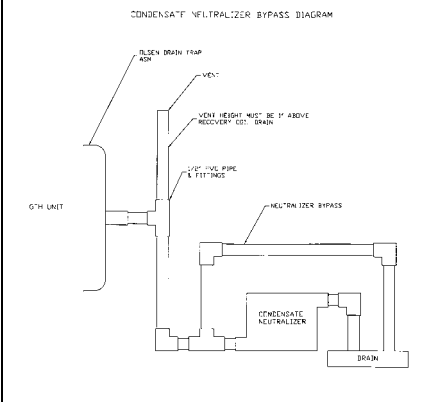 CONDENSATE NEUTRALIZER BYPASS DIAGRAM
OLSEN DRAIN TRAP
ASM
VENT
VENT HEIGHT MUST BE 1" ABOVE
RECOVERY COIL DRAIN
1/2" PVC PIPE
& FITTINGS
GTH UNIT
NEUTRALIZER BYPASS
CONDENSATE
NEUTRALIZER
DRAIN